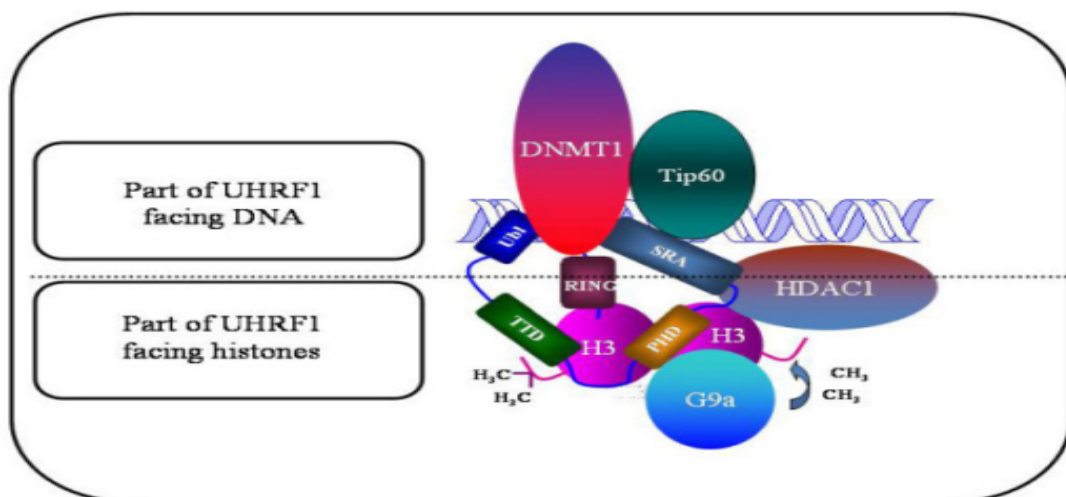 Part of UHRF1
facing DNA
Part of UHRF1
facing histones
DNMT1
Tip60
Ubl
SRA
RING
HDAC1
TTD
H3
PHD
H3
H₃C
H₃C
G9a
CH₃
CH₃